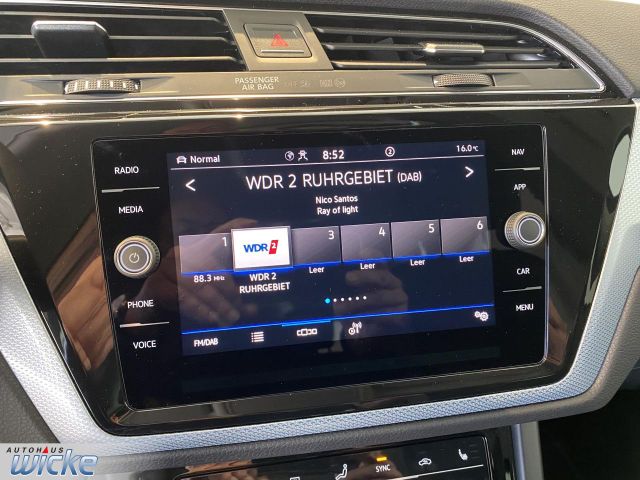 PASSENGER
AIR BAG
RADIO
MEDIA
PHONE
VOICE
Normal
8:52
2
16.0°C
WDR 2 RUHRGEBIET (DAB)
Nico Santos
Ray of light
1
WDR 2
3
4
5
6
88.3 MHz
WDR 2
RUHRGEBIET
Leer
Leer
Leer
Leer
FM/DAB
NAV
APP
CAR
MENU
SYNC
AUTOHAUS
WICKE